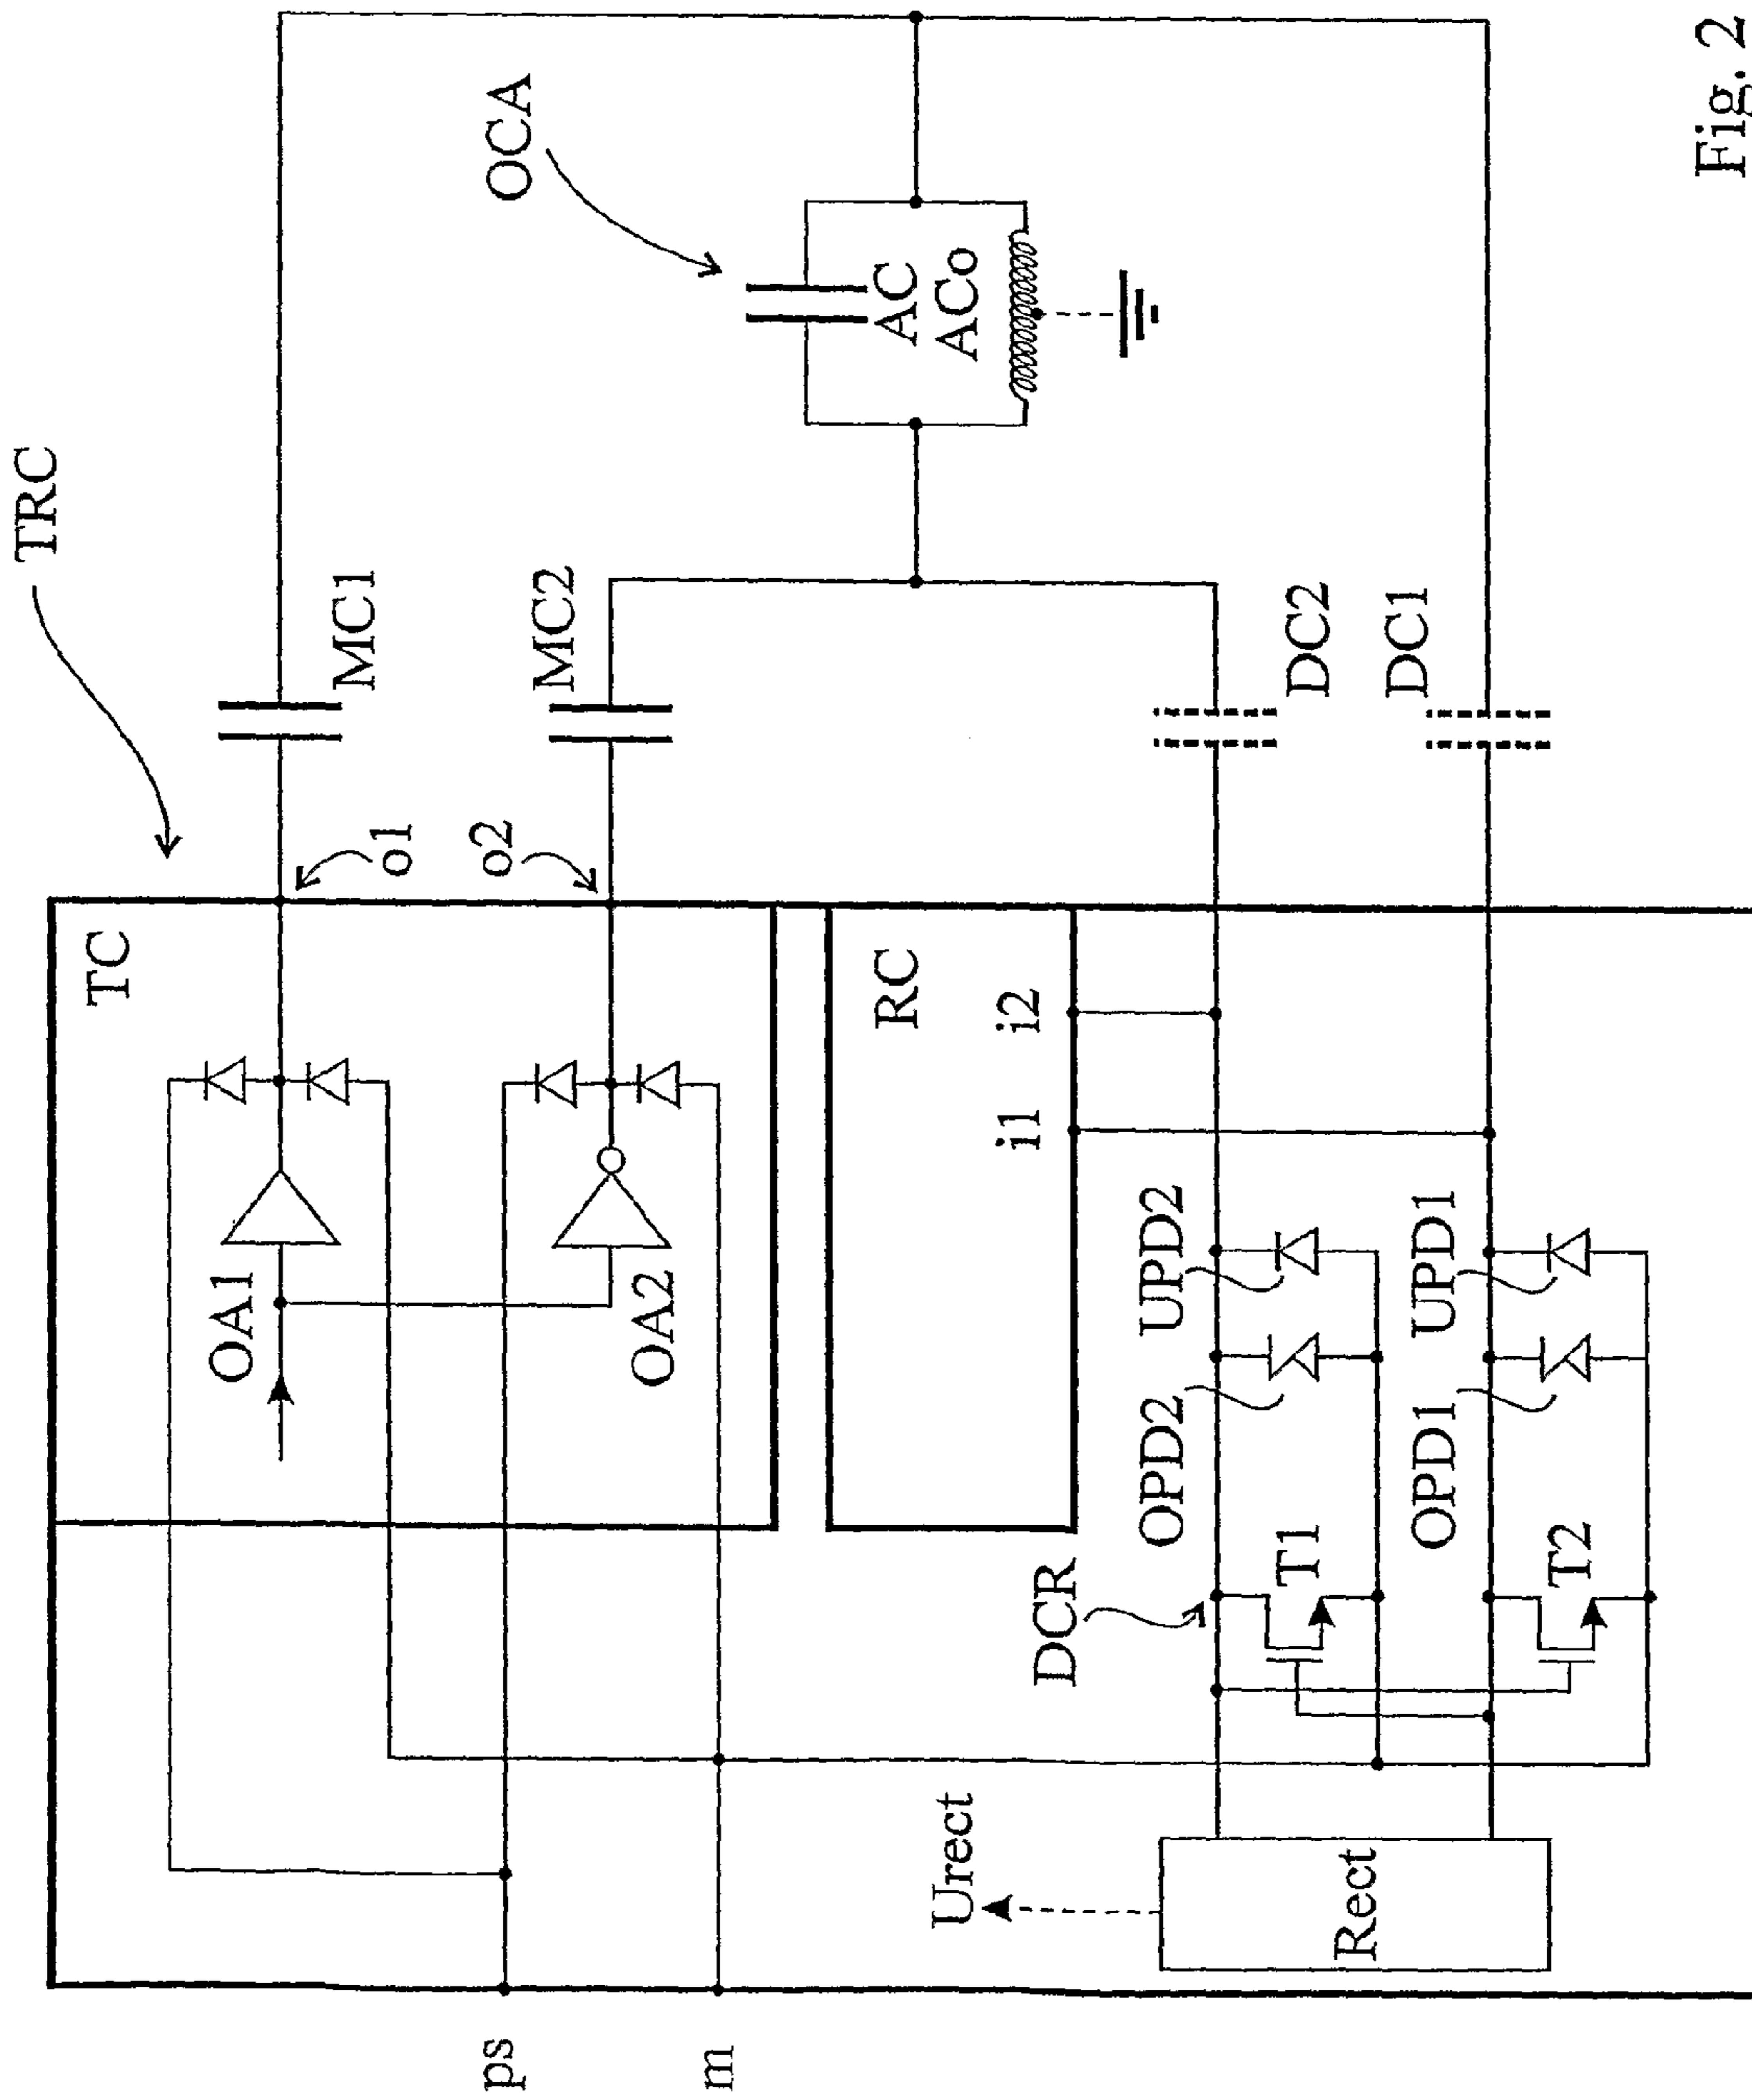 TRC
TC
OA1
OA2
o1
o2
MC1
MC2
OCA
AC
ACo
RC
i1
i2
DC2
DC1
DCR
OPD2
UPD2
T1
OPD1
UPD1
T2
Urect
Rect
ps
m
Fig. 2